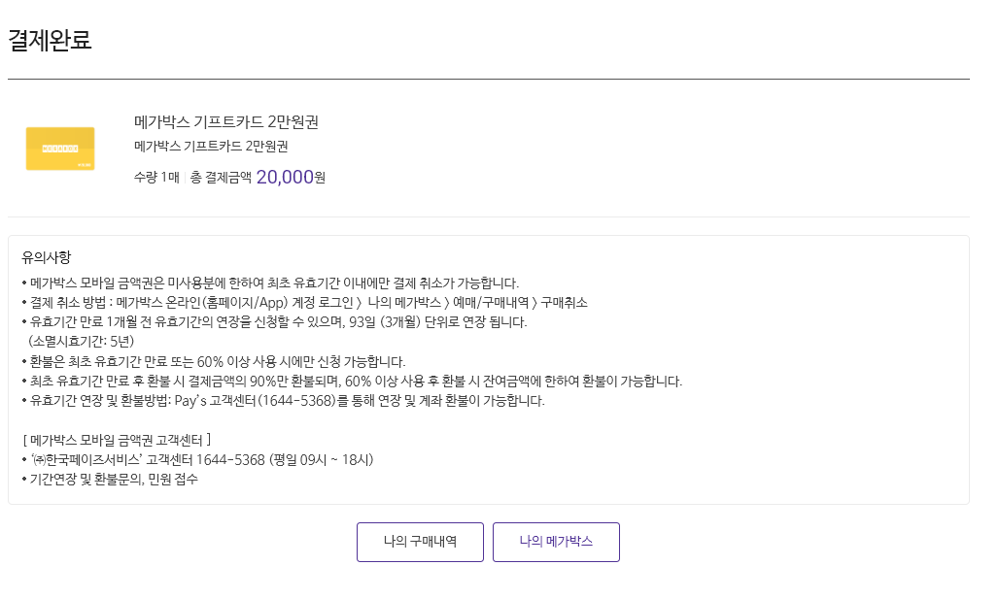 결제완료
메가박스 기프트카드 2만원권
메가박스 기프트카드 2만원권
수량 1매 총 결제금액 20,000원
유의사항
• 메가박스 모바일 금액권은 미사용분에 한하여 최초 유효기간 이내에만 결제 취소가 가능합니다.
• 결제 취소 방법 : 메가박스 온라인(홈페이지/App) 계정 로그인 > 나의 메가박스 > 예매/구매내역 > 구매취소
• 유효기간 만료 1개월 전 유효기간의 연장을 신청할 수 있으며, 93일 (3개월) 단위로 연장 됩니다.
(소멸시효기간: 5년)
• 환불은 최초 유효기간 만료 또는 60% 이상 사용 시에만 신청 가능합니다.
• 최초 유효기간 만료 후 환불 시 결제금액의 90%만 환불되며, 60% 이상 사용 후 환불 시 잔여금액에 한하여 환불이 가능합니다.
• 유효기간 연장 및 환불방법: Pay’s 고객센터(1644-5368)를 통해 연장 및 계좌 환불이 가능합니다.
[ 메가박스 모바일 금액권 고객센터 ]
• ‘㈜한국페이즈서비스’ 고객센터 1644-5368 (평일 09시 ~ 18시)
• 기간연장 및 환불문의, 민원 접수
나의 구매내역 나의 메가박스